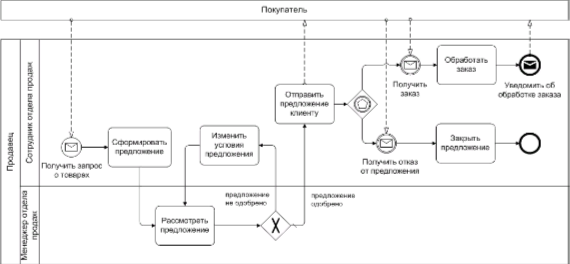 Покупатель
Продавец
Сотрудник отдела продаж
Менеджер отдела
продаж
Получить запрос
о товарах
Сформировать
предложение
Изменить
условия
предложения
Рассмотреть
предложение
предложение
не одобрено
предложение
одобрено
Отправить
предложение
клиенту
Получить
заказ
Обработать
заказ
Уведомить об
обработке заказа
Получить отказ
от предложения
Закрыть
предложение